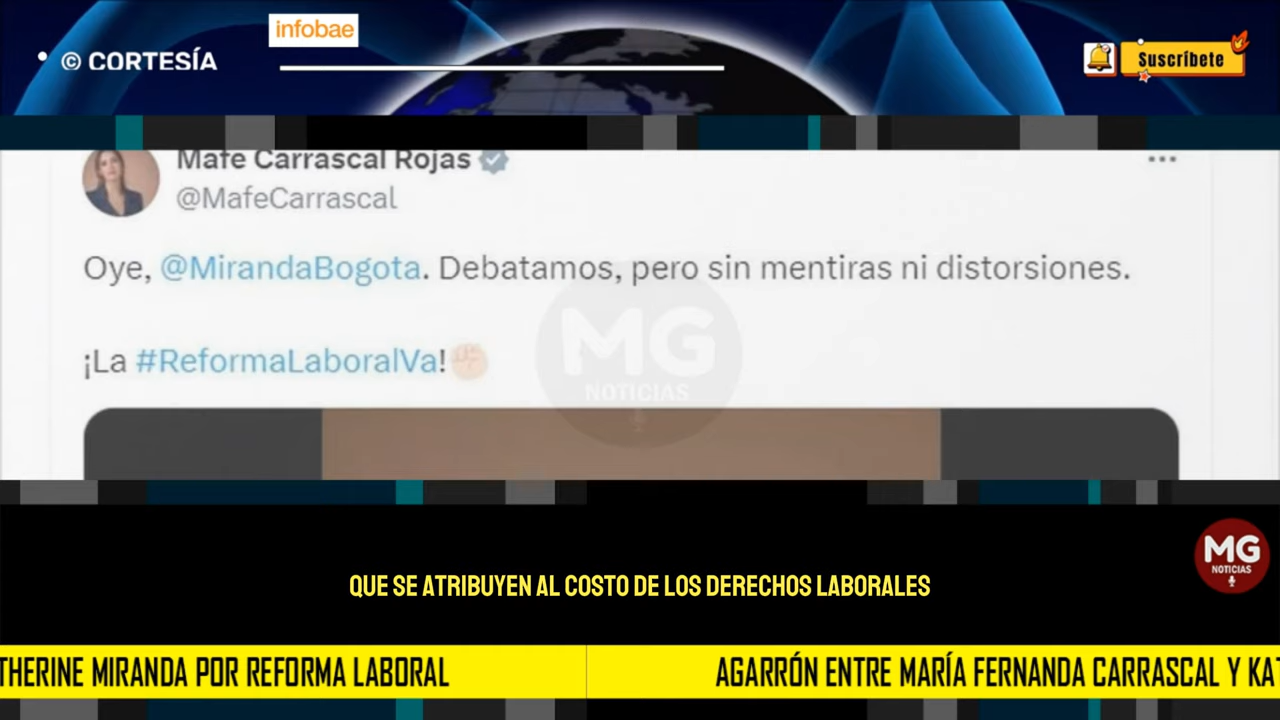 infobae
© CORTESÍA
Suscríbete
Mafe Carrascal Rojas
@MafeCarrascal
Oye, @MirandaBogota. Debatamos, pero sin mentiras ni distorsiones.
¡La #ReformaLaboralVa!
MG
NOTICIAS
QUE SE ATRIBUYEN AL COSTO DE LOS DERECHOS LABORALES
MG
NOTICIAS
THERINE MIRANDA POR REFORMA LABORAL
AGARRÓN ENTRE MARÍA FERNANDA CARRASCAL Y KAT